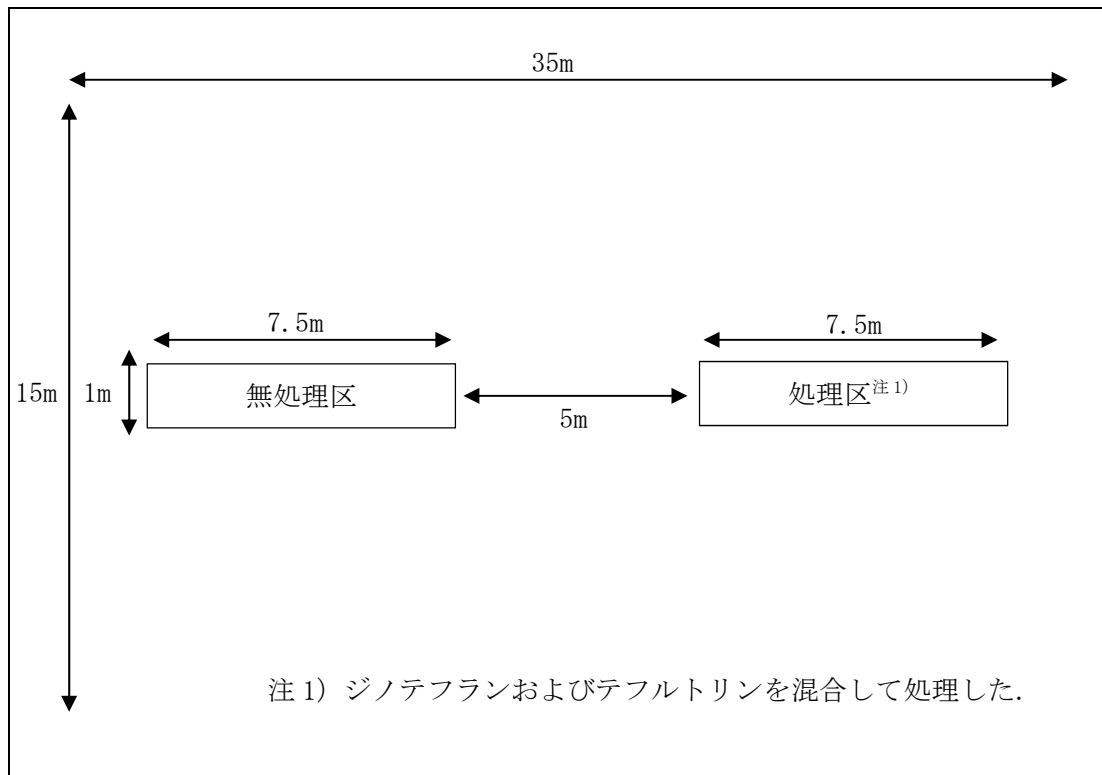 35m
7.5m
7.5m
15m
1m
無処理区
処理区注1)
5m
注 1) ジノテフランおよびテフルトリンを混合して処理した.